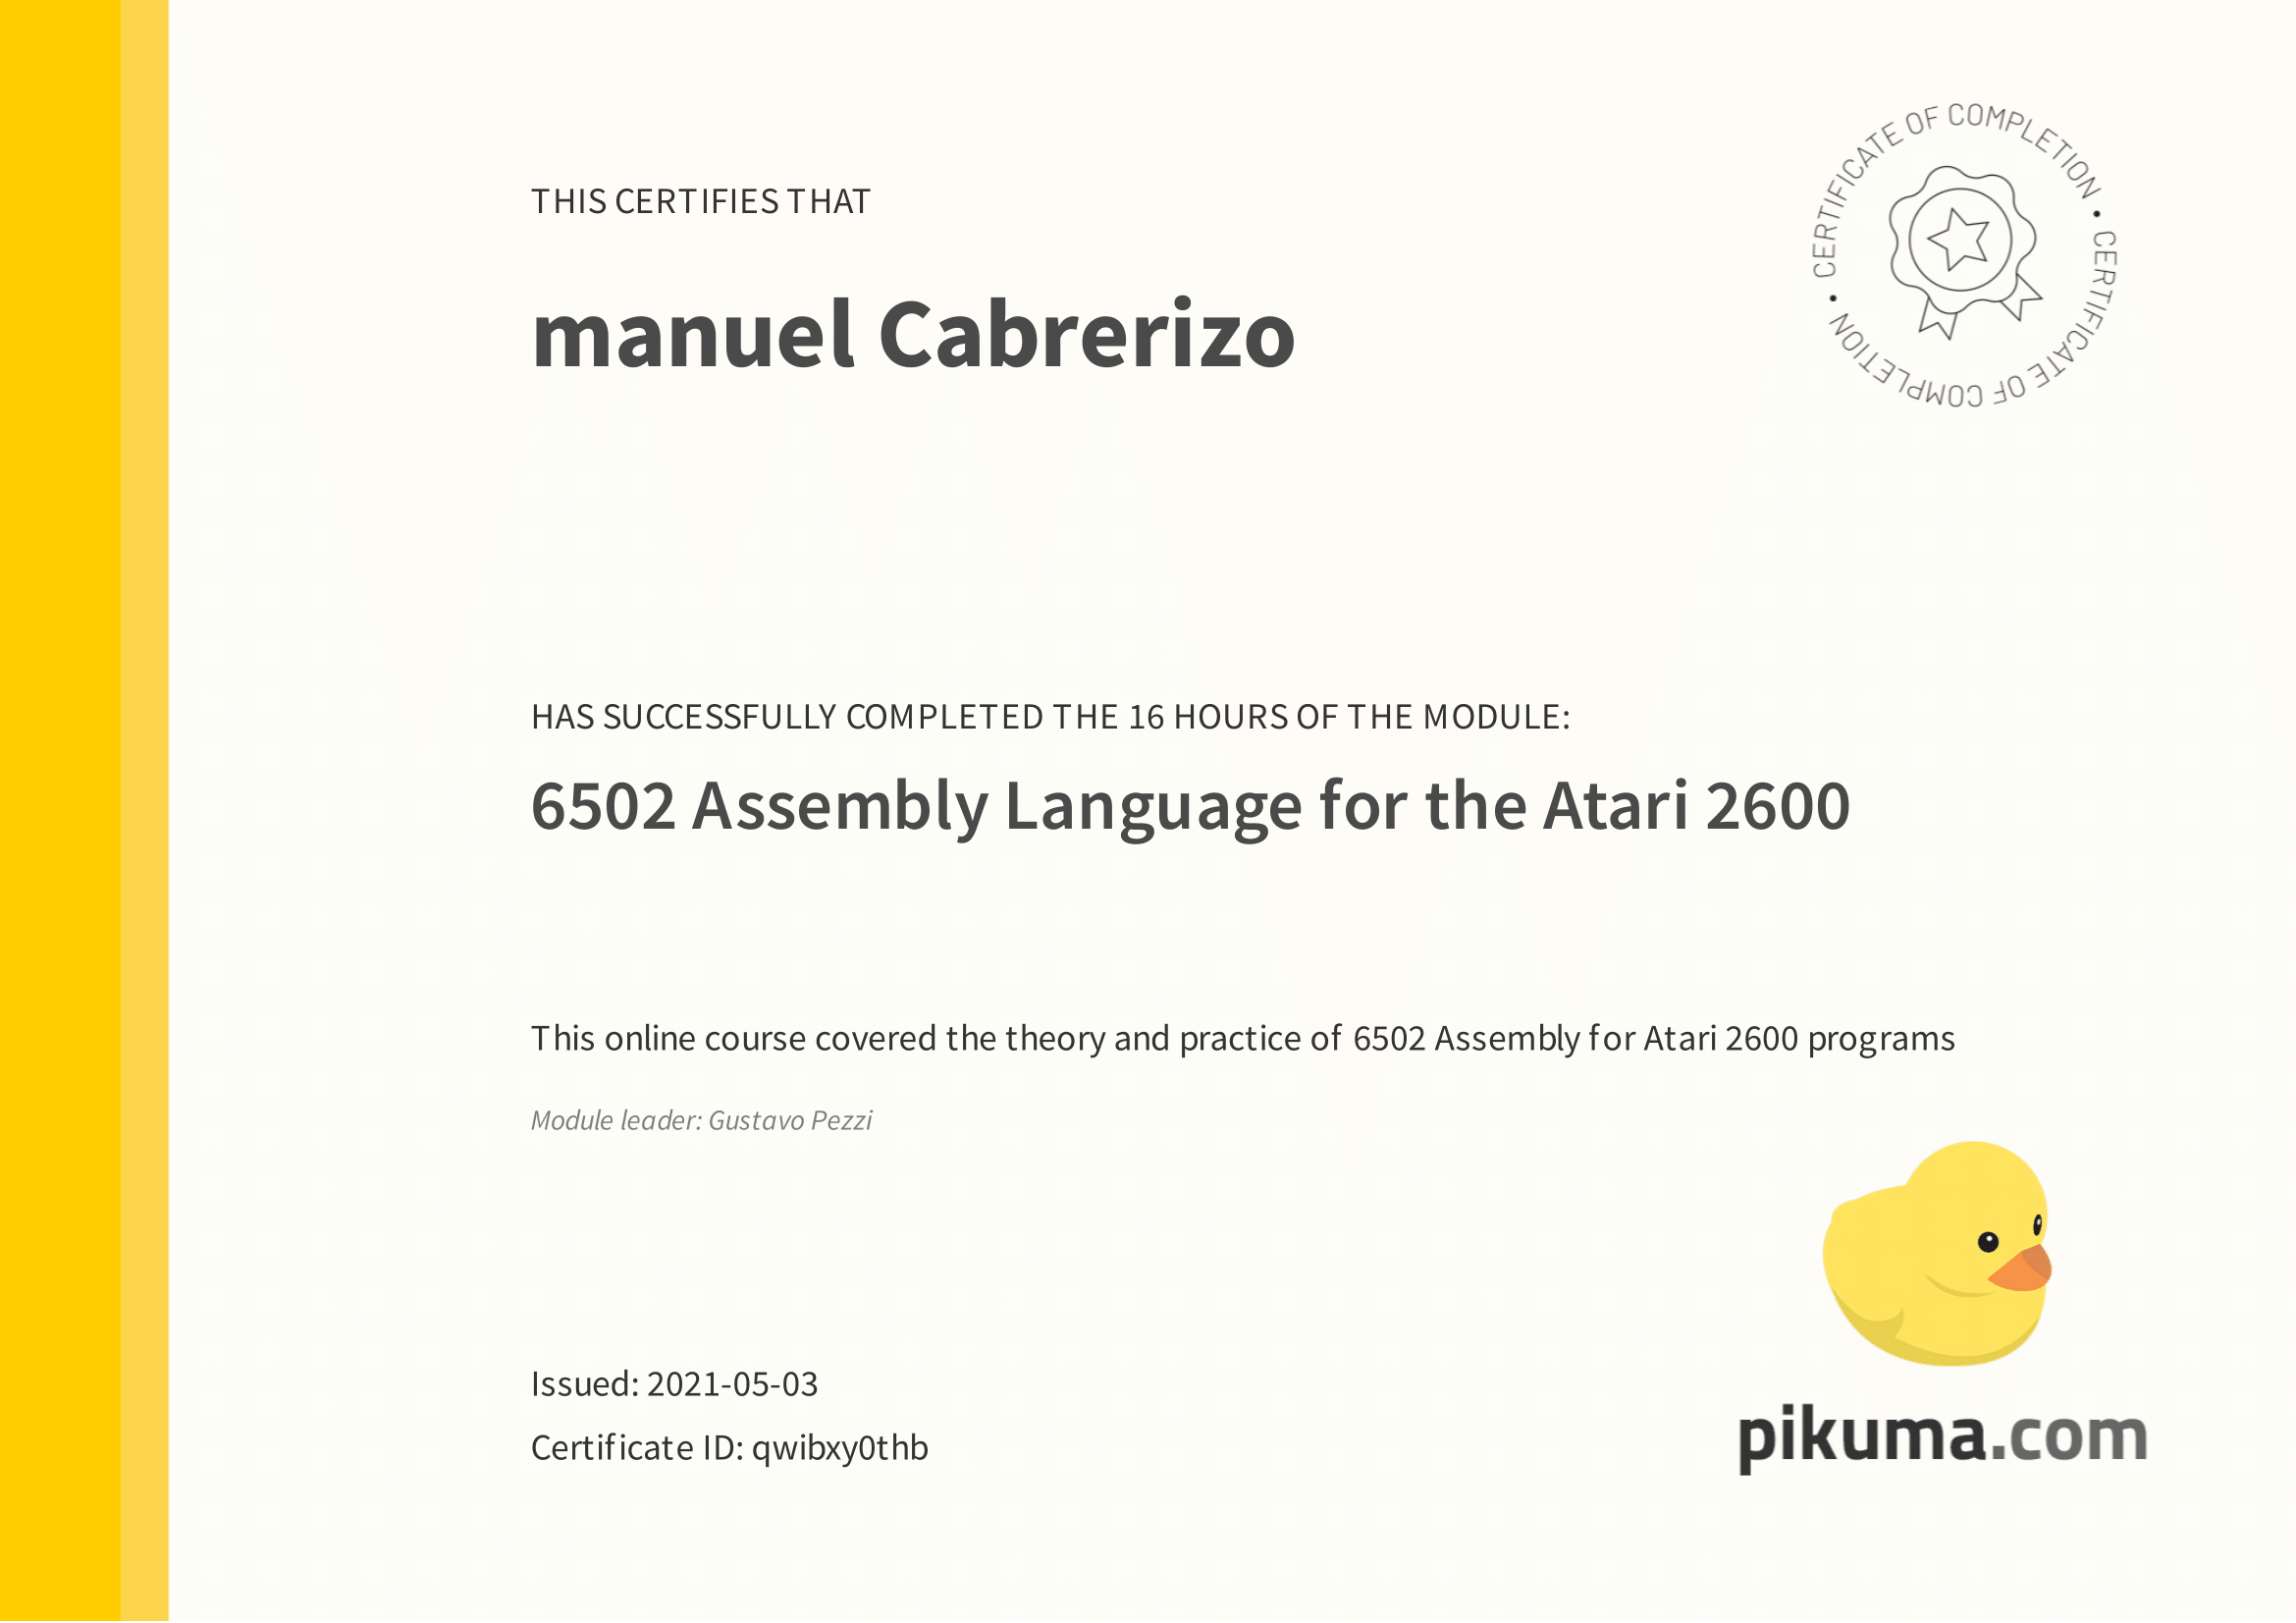 THIS CERTIFIES THAT
manuel Cabrerizo
CERTIFICATE OF COMPLETION • CERTIFICATE OF COMPLETION •
HAS SUCCESSFULLY COMPLETED THE 16 HOURS OF THE MODULE:
6502 Assembly Language for the Atari 2600
This online course covered the theory and practice of 6502 Assembly for Atari 2600 programs
Module leader: Gustavo Pezzi
Issued: 2021-05-03
Certificate ID: qwibxy0thb
pikuma.com